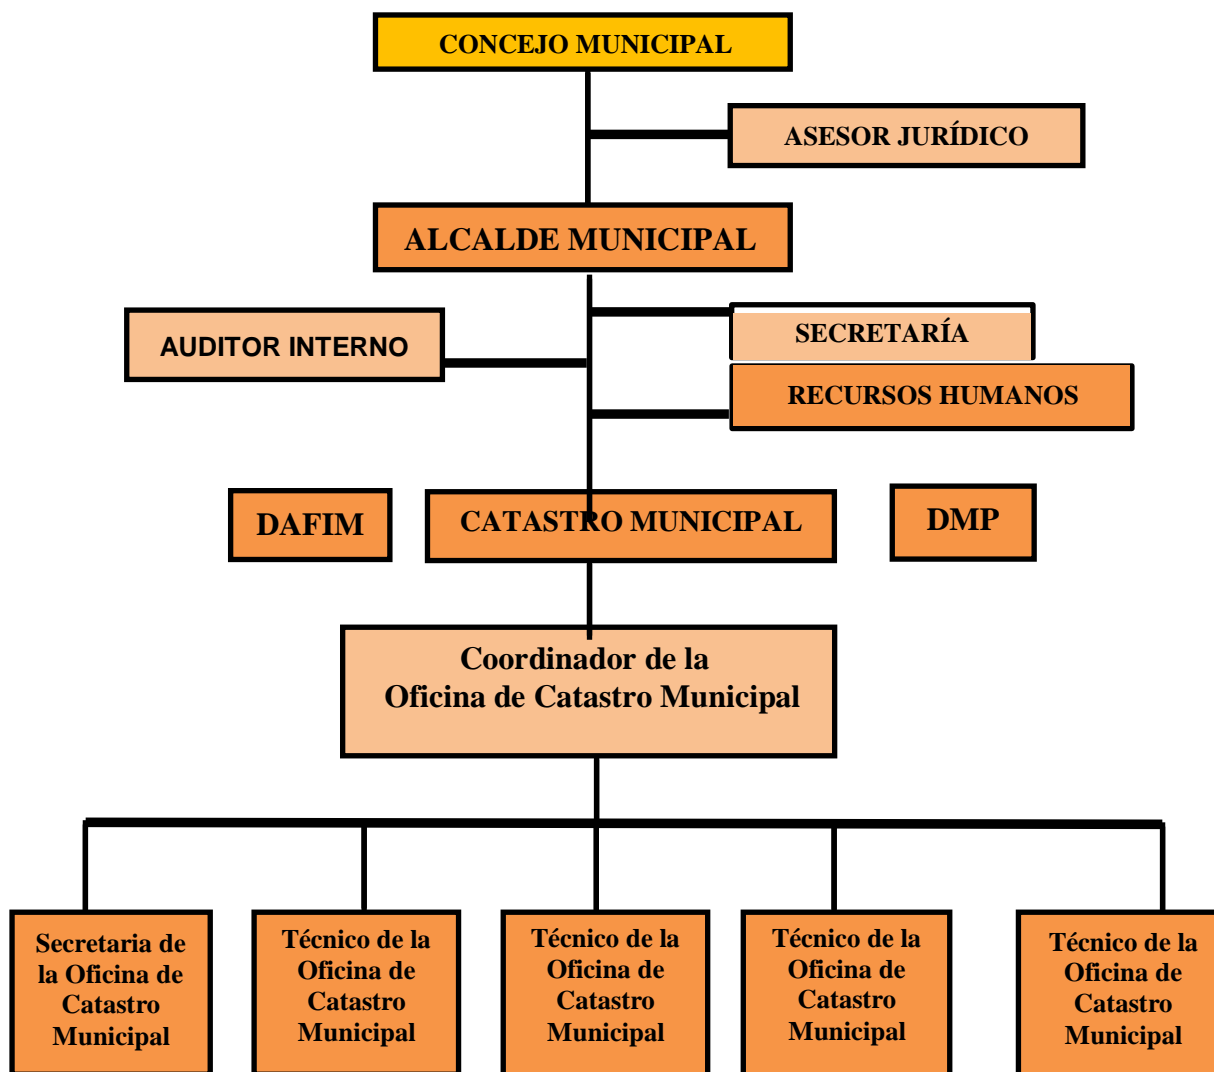 CONCEJO MUNICIPAL
ASESOR JURÍDICO
ALCALDE MUNICIPAL
AUDITOR INTERNO
SECRETARÍA
RECURSOS HUMANOS
DAFIM
CATASTRO MUNICIPAL
DMP
Coordinador de la
Oficina de Catastro Municipal
Secretaria de
la Oficina de
Catastro
Municipal
Técnico de la
Oficina de
Catastro
Municipal
Técnico de la
Oficina de
Catastro
Municipal
Técnico de la
Oficina de
Catastro
Municipal
Técnico de la
Oficina de
Catastro
Municipal